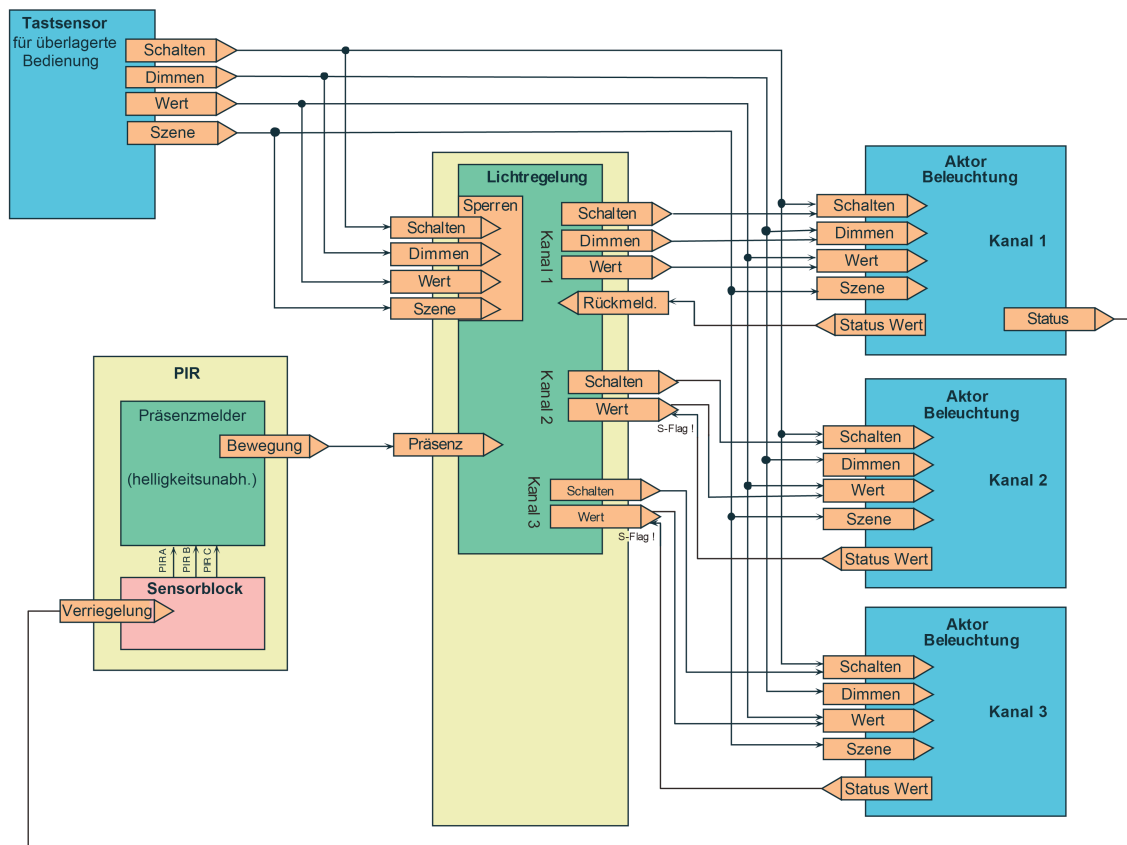 Tastsensor
für überlagerte
Bedienung
Schalten
Dimmen
Wert
Szene
Lichtregelung
Sperren
Schalten
Dimmen
Wert
Szene
Kanal 1
Schalten
Dimmen
Wert
Rückmeld.
Kanal 2
Schalten
Wert
S-Flag !
Präsenz
Kanal 3
Schalten
Wert
S-Flag !
PIR
Präsenzmelder
Bewegung
(helligkeitsunabh.)
PIR A
PIR B
PIR C
Sensorblock
Verriegelung
Aktor
Beleuchtung
Schalten
Dimmen
Kanal 1
Wert
Szene
Status Wert
Status
Aktor
Beleuchtung
Schalten
Dimmen
Kanal 2
Wert
Szene
Status Wert
Aktor
Beleuchtung
Schalten
Dimmen
Kanal 3
Wert
Szene
Status Wert